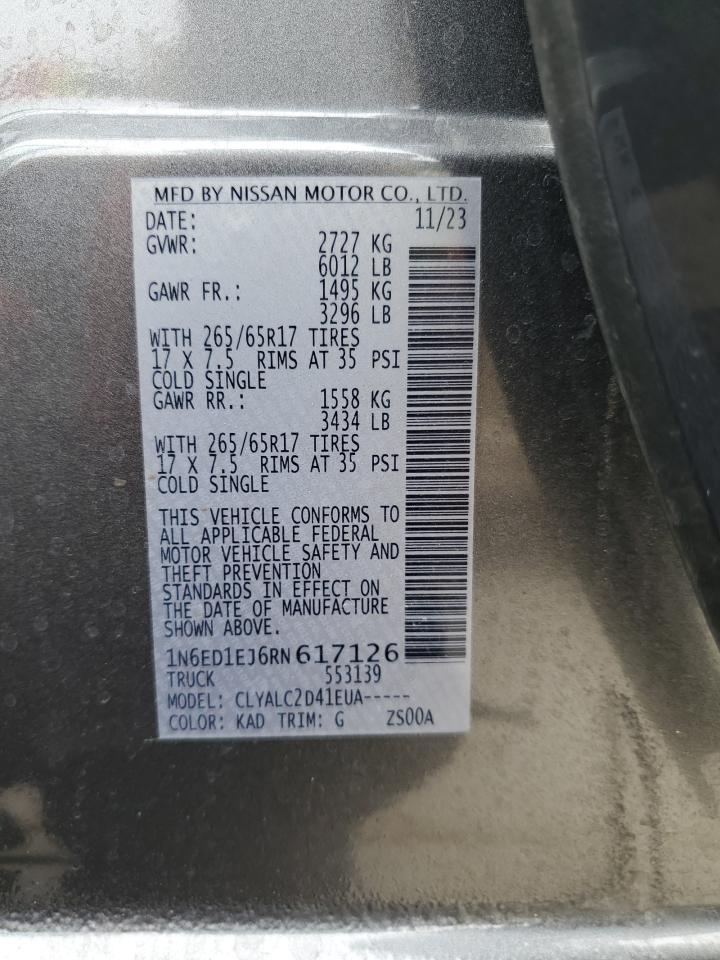 MFD BY NISSAN MOTOR CO., LTD.
DATE: 11/23
GVWR: 2727 KG
6012 LB
GAWR FR.: 1495 KG
3296 LB
WITH 265/65R17 TIRES
17 X 7.5 RIMS AT 35 PSI
COLD SINGLE
GAWR RR.: 1558 KG
3434 LB
WITH 265/65R17 TIRES
17 X 7.5 RIMS AT 35 PSI
COLD SINGLE
THIS VEHICLE CONFORMS TO
ALL APPLICABLE FEDERAL
MOTOR VEHICLE SAFETY AND
THEFT PREVENTION
STANDARDS IN EFFECT ON
THE DATE OF MANUFACTURE
SHOWN ABOVE.
1N6ED1EJ6RN617126
TRUCK 553139
MODEL: CLYALC2D41EUA-----
COLOR: KAD TRIM: G ZS00A